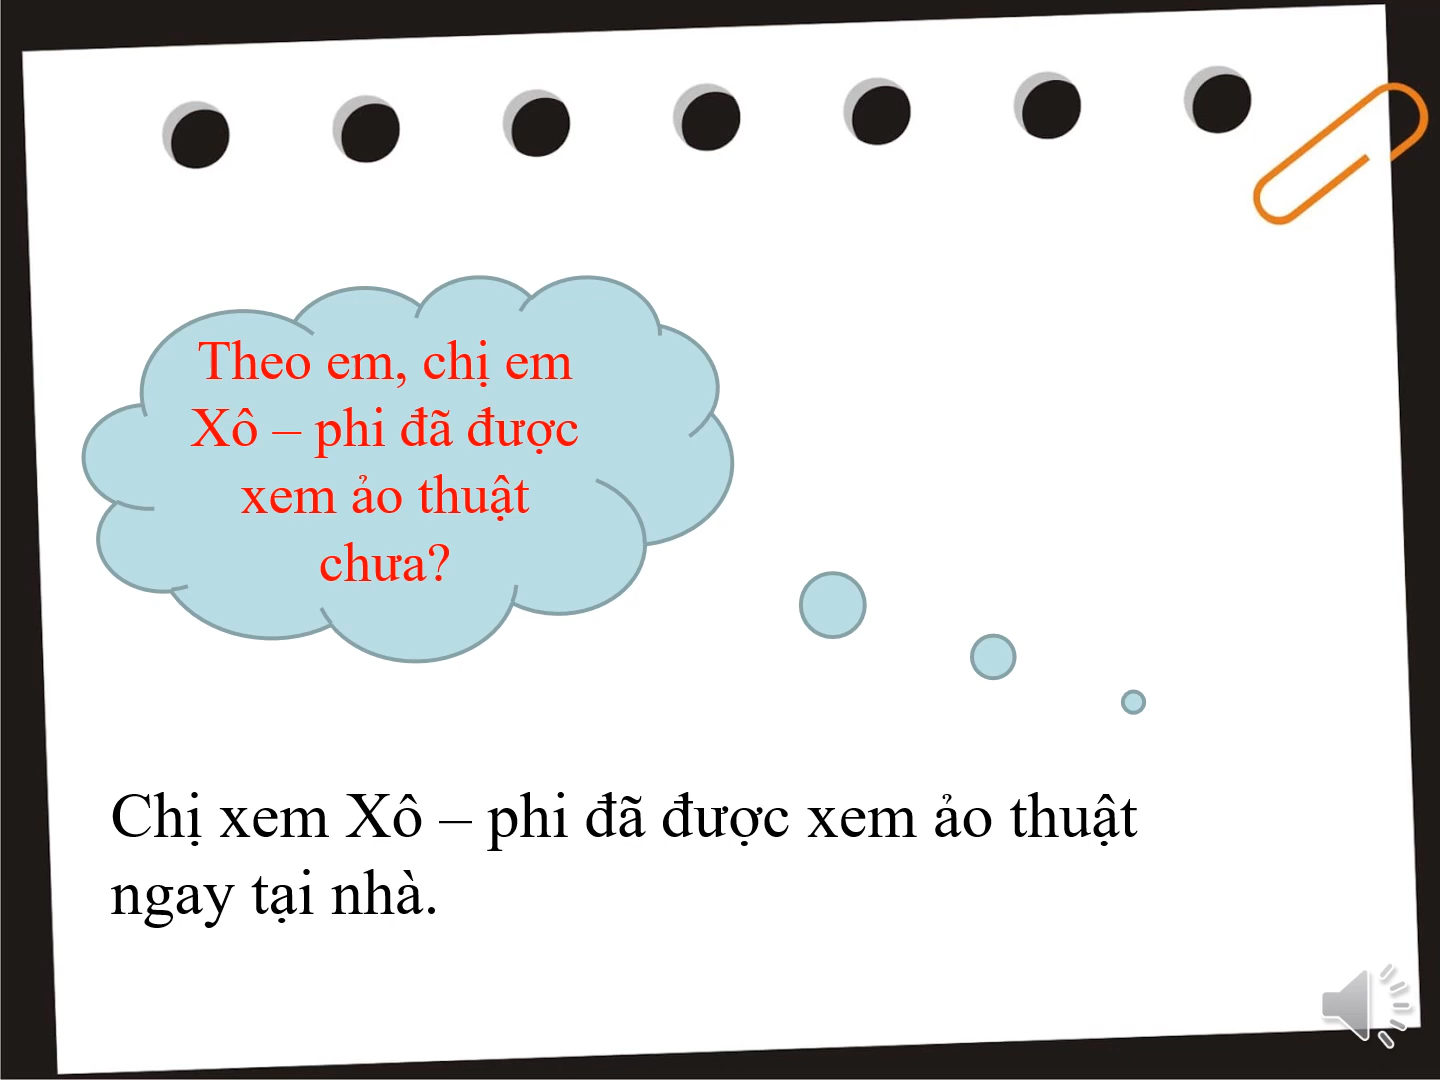 Theo em, chị em
Xô – phi đã được
xem ảo thuật
chưa?
Chị xem Xô – phi đã được xem ảo thuật
ngay tại nhà.